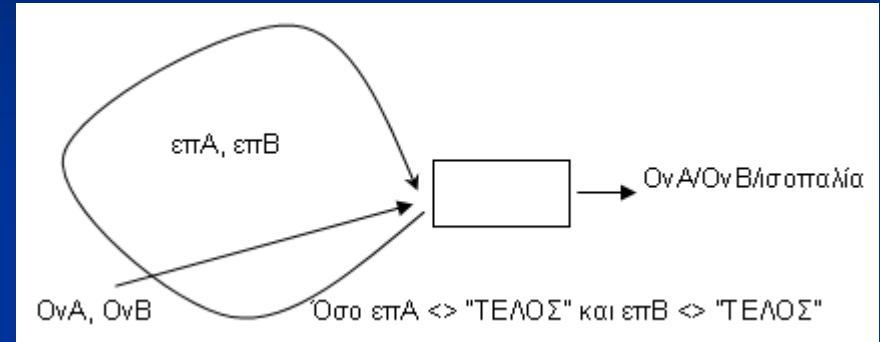 επΑ, επΒ
ΟνΑ/ΟνΒ/ισοπαλία
ΟνΑ, ΟνΒ
Όσο επΑ <> "ΤΕΛΟΣ" και επΒ <> "ΤΕΛΟΣ"